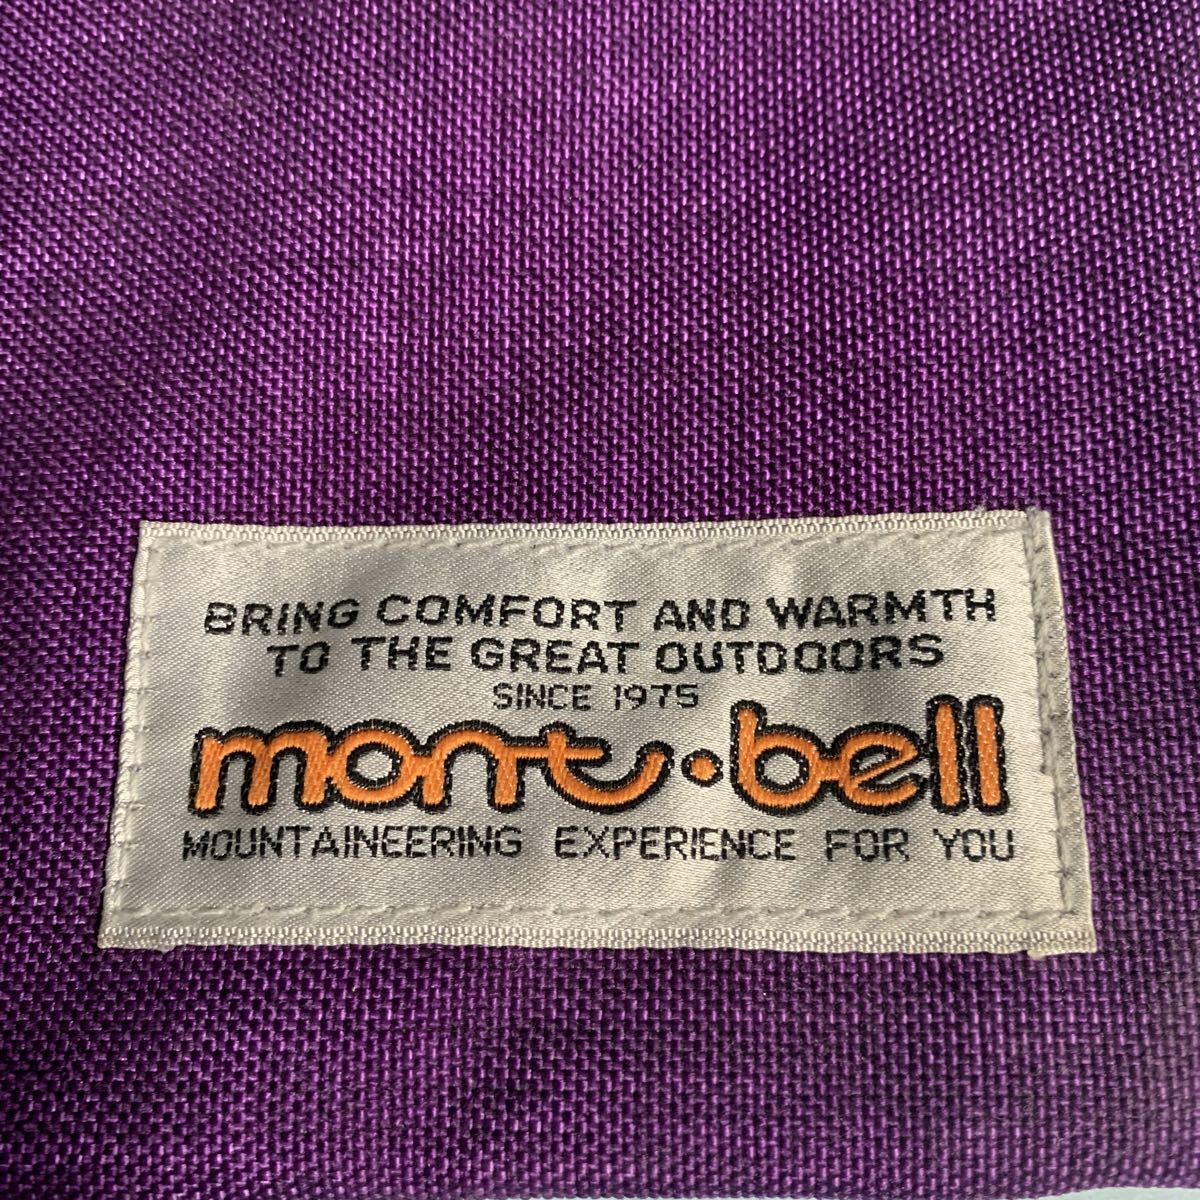 BRING COMFORT AND WARMTH
TO THE GREAT OUTDOORS
SINCE 1975
mont・bell
MOUNTAINEERING EXPERIENCE FOR YOU